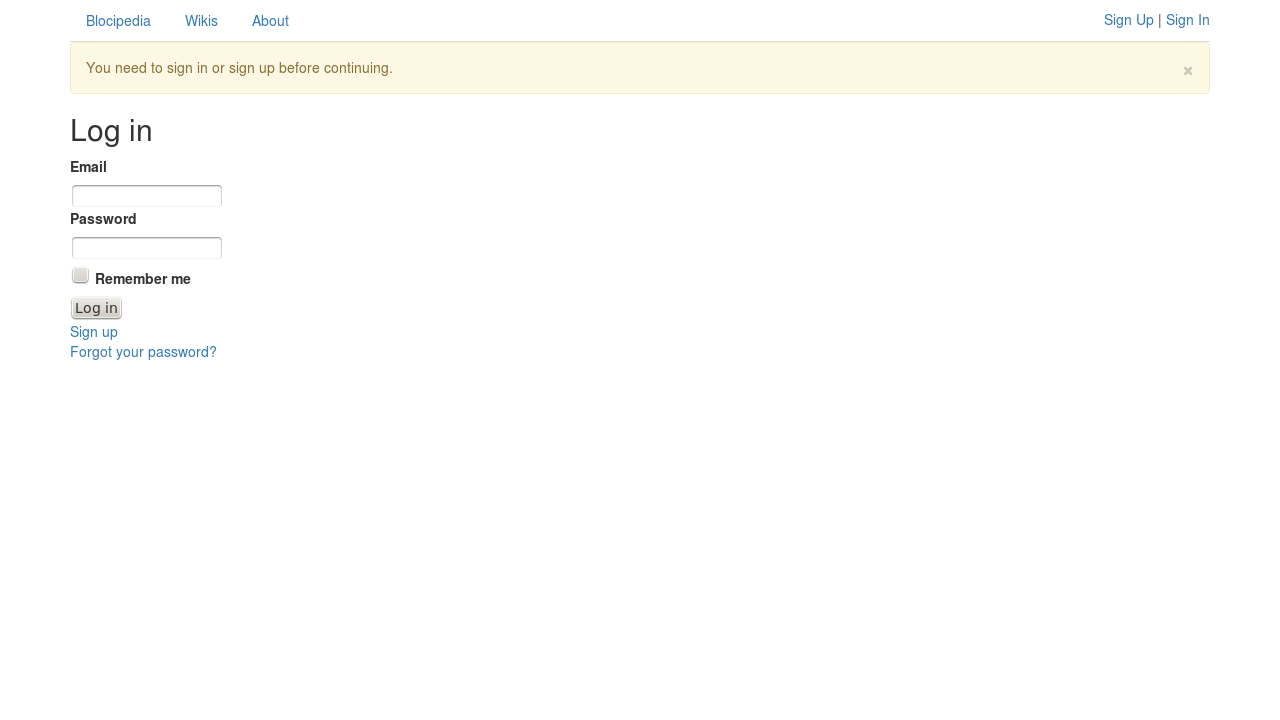 Blocipedia Wikis About Sign Up | Sign In
You need to sign in or sign up before continuing. ×
Log in
Email
Password
Remember me
Log in
Sign up
Forgot your password?